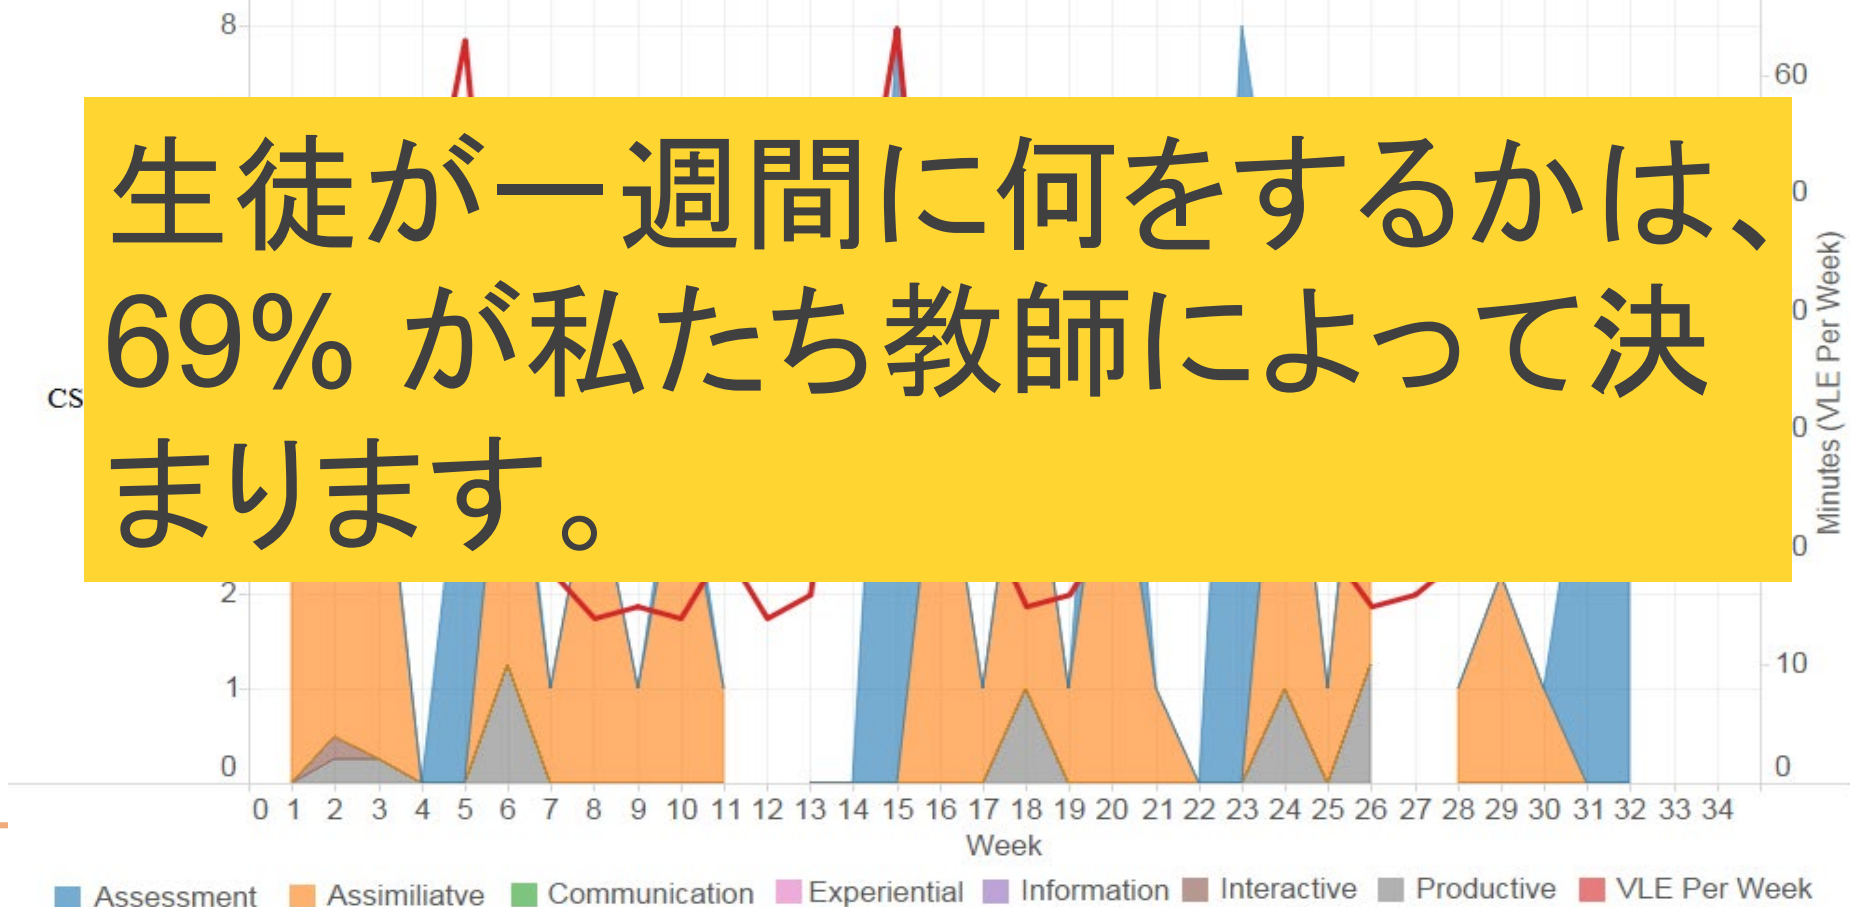 8
60
生徒が一週間に何をするかは、
69% が私たち教師によって決
まります。
0
0
0
0
Minutes (VLE Per Week)
CS
2
1
10
0
0
0 1 2 3 4 5 6 7 8 9 10 11 12 13 14 15 16 17 18 19 20 21 22 23 24 25 26 27 28 29 30 31 32 33 34
Week
Assessment Assimiliatve Communication Experiential Information Interactive Productive VLE Per Week